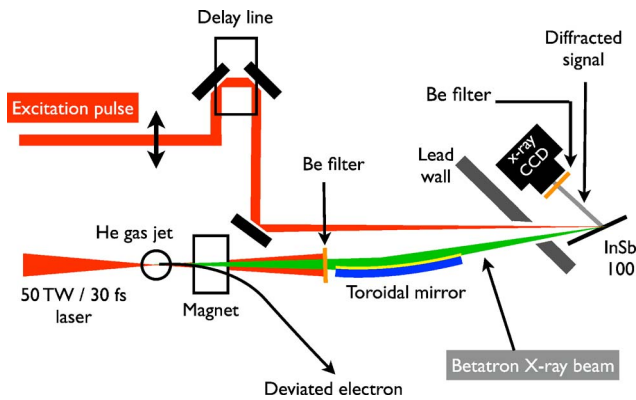 Delay line
Diffracted
signal
Excitation pulse
Be filter
x-ray
CCD
Be filter
Lead
wall
He gas jet
InSb
100
50 TW / 30 fs
laser
Magnet
Toroidal mirror
Betatron X-ray beam
Deviated electron